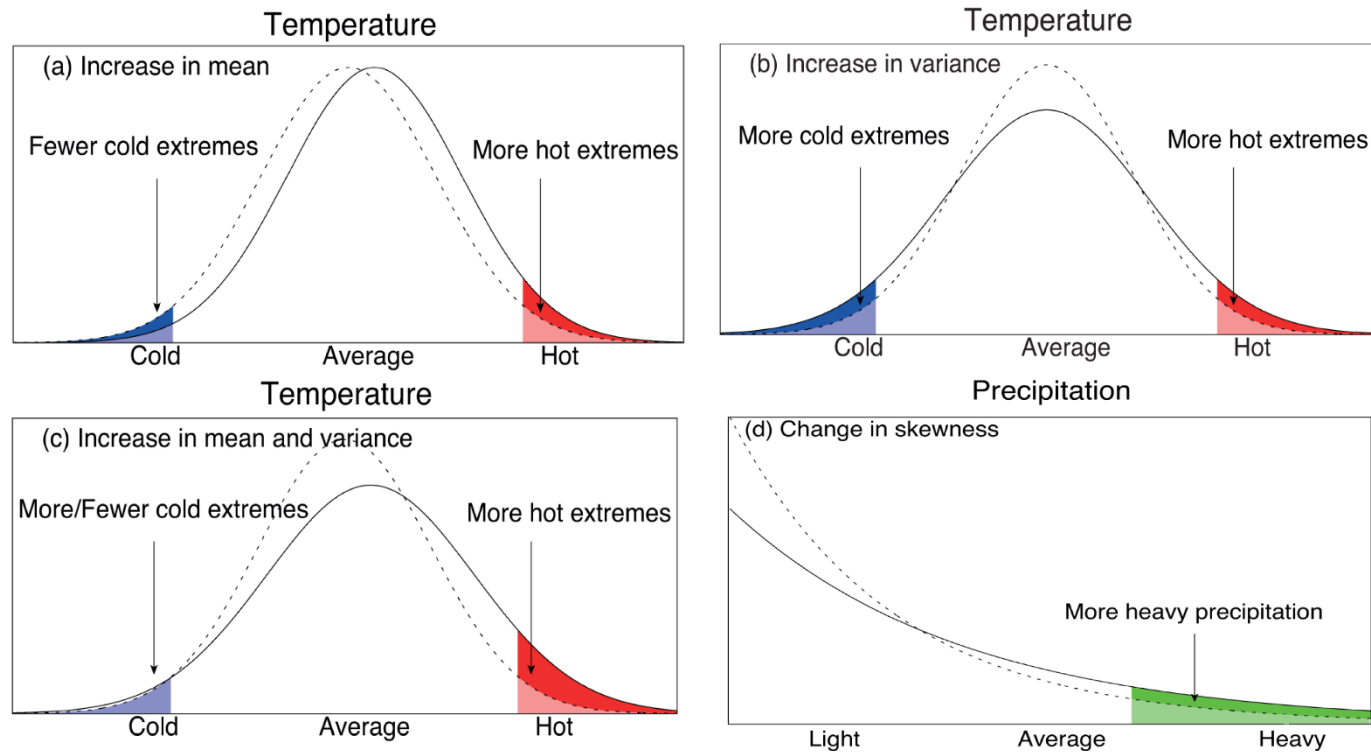 Temperature
(a) Increase in mean
Fewer cold extremes
More hot extremes
Cold Average Hot
Temperature
(b) Increase in variance
More cold extremes
More hot extremes
Cold Average Hot
Temperature
(c) Increase in mean and variance
More/Fewer cold extremes
More hot extremes
Cold Average Hot
Precipitation
(d) Change in skewness
More heavy precipitation
Light Average Heavy